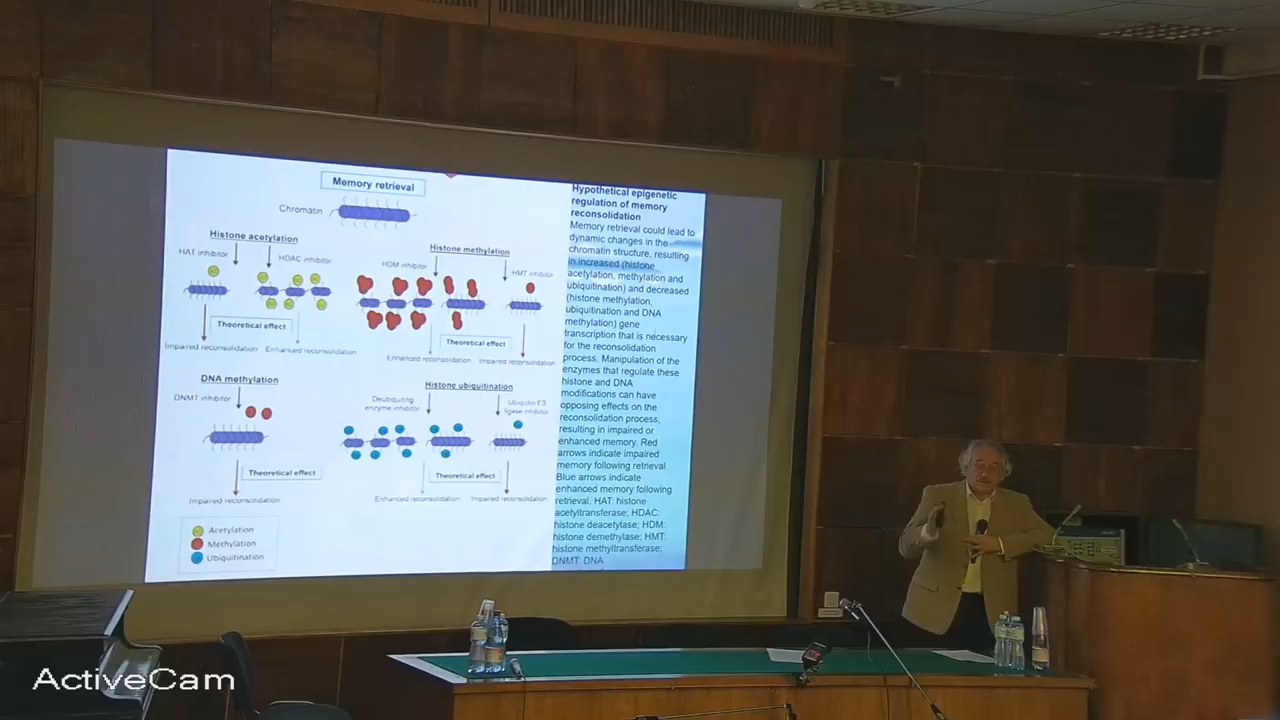 Memory retrieval
Chromatin
Histone acetylation
HAT inhibitor
HDAC inhibitor
Theoretical effect
Impaired reconsolidation
Enhanced reconsolidation
Histone methylation
HDM inhibitor
HMT inhibitor
Theoretical effect
Enhanced reconsolidation
Impaired reconsolidation
DNA methylation
DNMT inhibitor
Theoretical effect
Impaired reconsolidation
Histone ubiquitination
Deubiquiting
enzyme inhibitor
Ubiquitin E3
ligase inhibitor
Theoretical effect
Enhanced reconsolidation
Impaired reconsolidation
Acetylation
Methylation
Ubiquitination
Hypothetical epigenetic
regulation of memory
reconsolidation
Memory retrieval could lead to
dynamic changes in the
chromatin structure, resulting
in increased (histone
acetylation, methylation and
ubiquitination) and decreased
(histone methylation,
ubiquitination and DNA
methylation) gene
transcription that is necessary
for the reconsolidation
process. Manipulation of the
enzymes that regulate these
histone and DNA
modifications can have
opposing effects on the
reconsolidation process,
resulting in impaired or
enhanced memory. Red
arrows indicate impaired
memory following retrieval.
Blue arrows indicate
enhanced memory following
retrieval. HAT: histone
acetyltransferase; HDAC:
histone deacetylase; HDM:
histone demethylase; HMT:
histone methyltransferase;
DNMT: DNA
ActiveCam